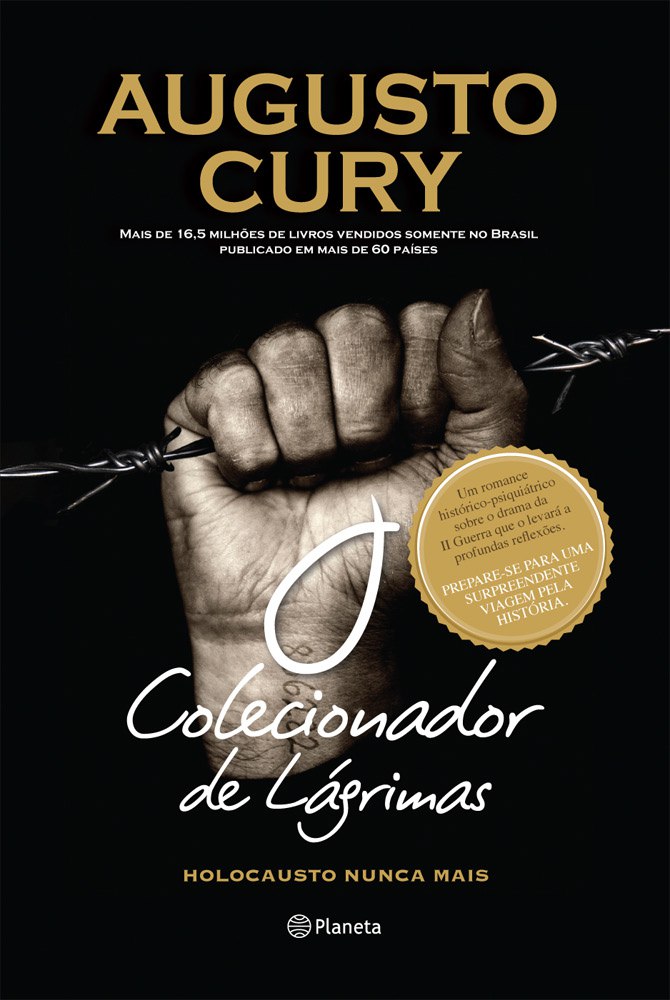 AUGUSTO
CURY
MAIS DE 16,5 MILHÕES DE LIVROS VENDIDOS SOMENTE NO BRASIL
PUBLICADO EM MAIS DE 60 PAÍSES
Um romance
histórico-psiquiátrico
sobre o drama da
II Guerra que o levará a
profundas reflexões.
PREPARE-SE PARA UMA
SURPREENDENTE
VIAGEM PELA
HISTÓRIA.
O
Colecionador
de Lágrimas
HOLOCAUSTO NUNCA MAIS
Planeta